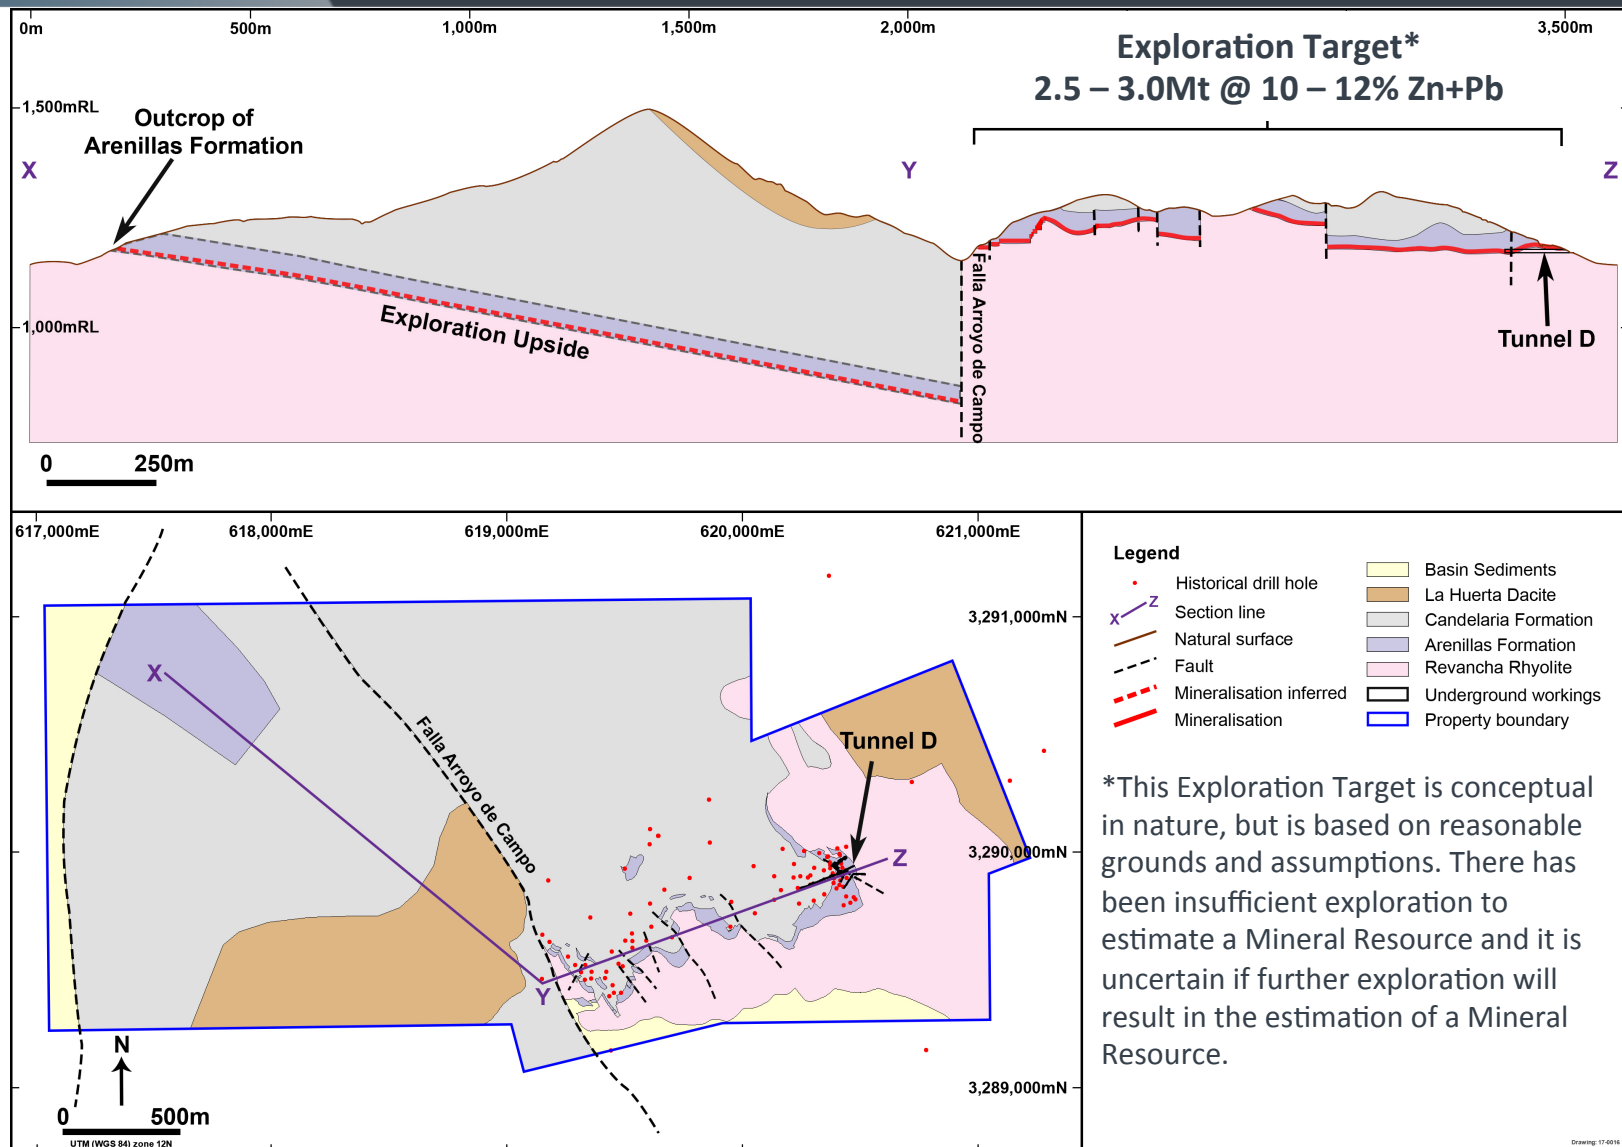 0m
500m
1,000m
1,500m
2,000m
3,500m
Exploration Target*
2.5 – 3.0Mt @ 10 – 12% Zn+Pb
1,500mRL
Outcrop of
Arenillas Formation
X
Y
Z
1,000mRL
Exploration Upside
Falla Arroyo de Campo
Tunnel D
0
250m
617,000mE
618,000mE
619,000mE
620,000mE
621,000mE
3,291,000mN
X
Falla Arroyo de Campo
Tunnel D
3,290,000mN
Z
Y
N
3,289,000mN
0
500m
UTM (WGS 84) zone 12N
Legend
Historical drill hole
X
Z
Section line
Natural surface
Fault
Mineralisation inferred
Mineralisation
Basin Sediments
La Huerta Dacite
Candelaria Formation
Arenillas Formation
Revancha Rhyolite
Underground workings
Property boundary
*This Exploration Target is conceptual
in nature, but is based on reasonable
grounds and assumptions. There has
been insufficient exploration to
estimate a Mineral Resource and it is
uncertain if further exploration will
result in the estimation of a Mineral
Resource.
Drawing: 17-0016